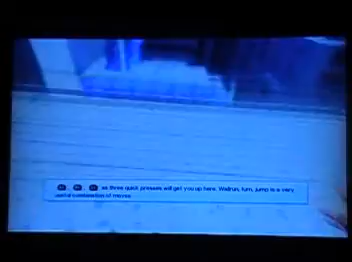 as three quick presses will get you up here. Wallrun, turn, jump is a very
useful combination of moves